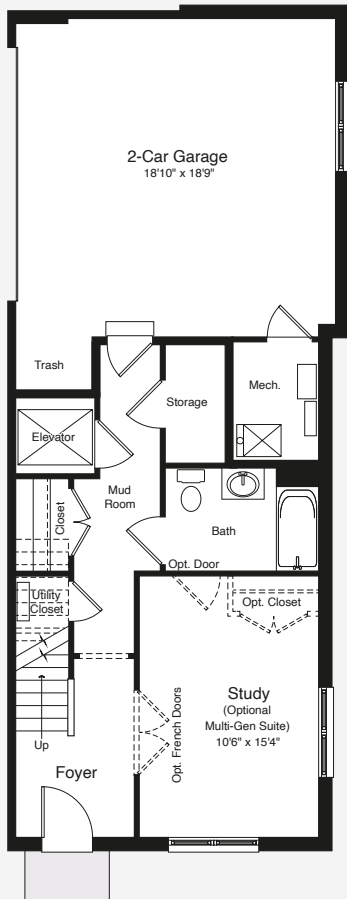 2-Car Garage
18'10" x 18'9"
Trash
Mech.
Storage
Elevator
Closet
Mud
Room
Bath
Opt. Door
Utility
Closet
Opt. Closet
Study
(Optional
Multi-Gen Suite)
10'6" x 15'4"
Opt. French Doors
Up
Foyer